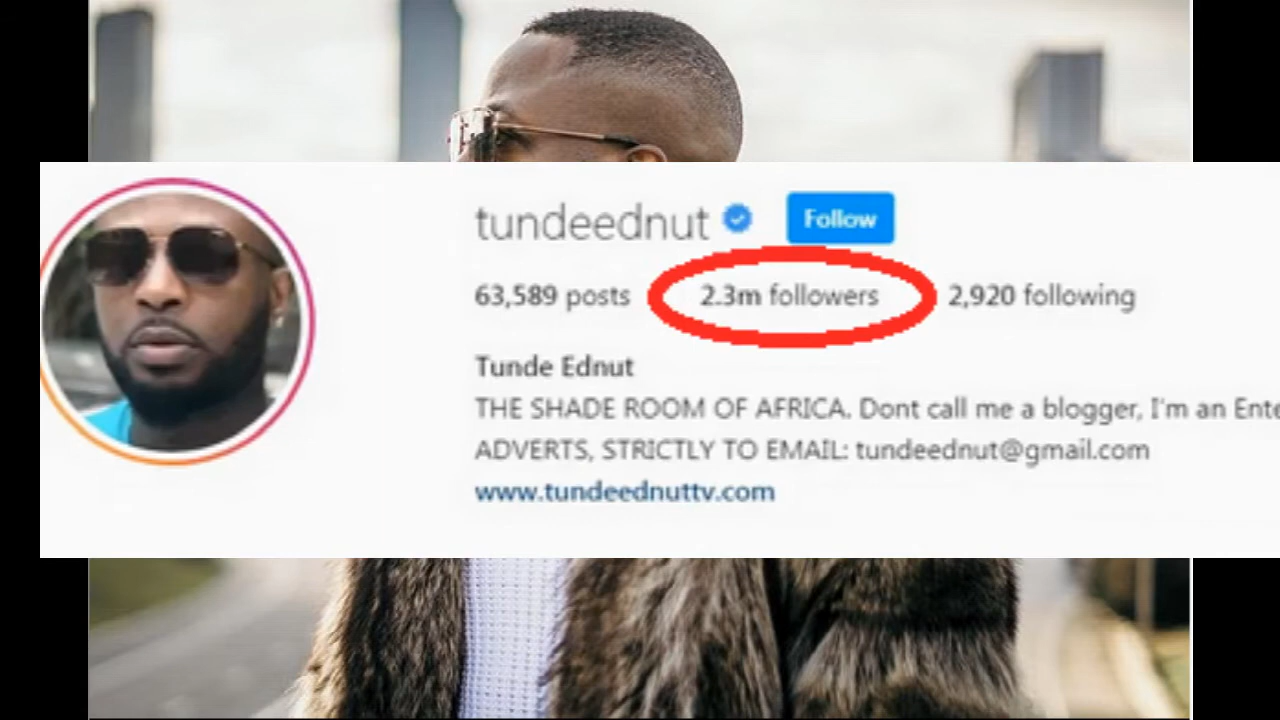 tundeednut Follow
63,589 posts 2.3m followers 2,920 following
Tunde Ednut
THE SHADE ROOM OF AFRICA. Dont call me a blogger, I'm an Ente
ADVERTS, STRICTLY TO EMAIL: tundeednut@gmail.com
www.tundeednuttv.com